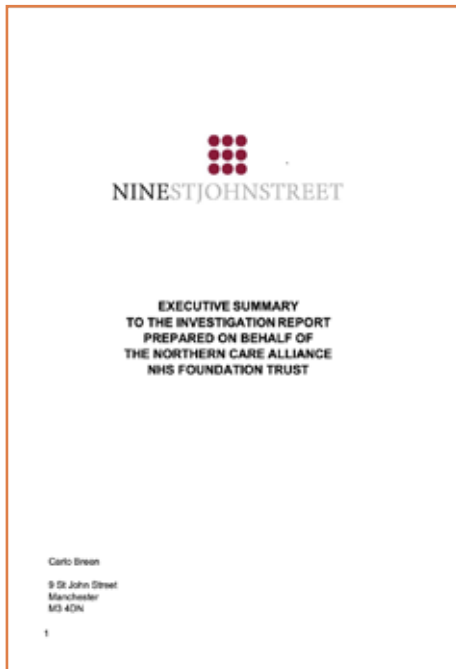 NINESTJOHNSTREET
EXECUTIVE SUMMARY
TO THE INVESTIGATION REPORT
PREPARED ON BEHALF OF
THE NORTHERN CARE ALLIANCE
NHS FOUNDATION TRUST
Carlo Breen
9 St John Street
Manchester
M3 4DN
1